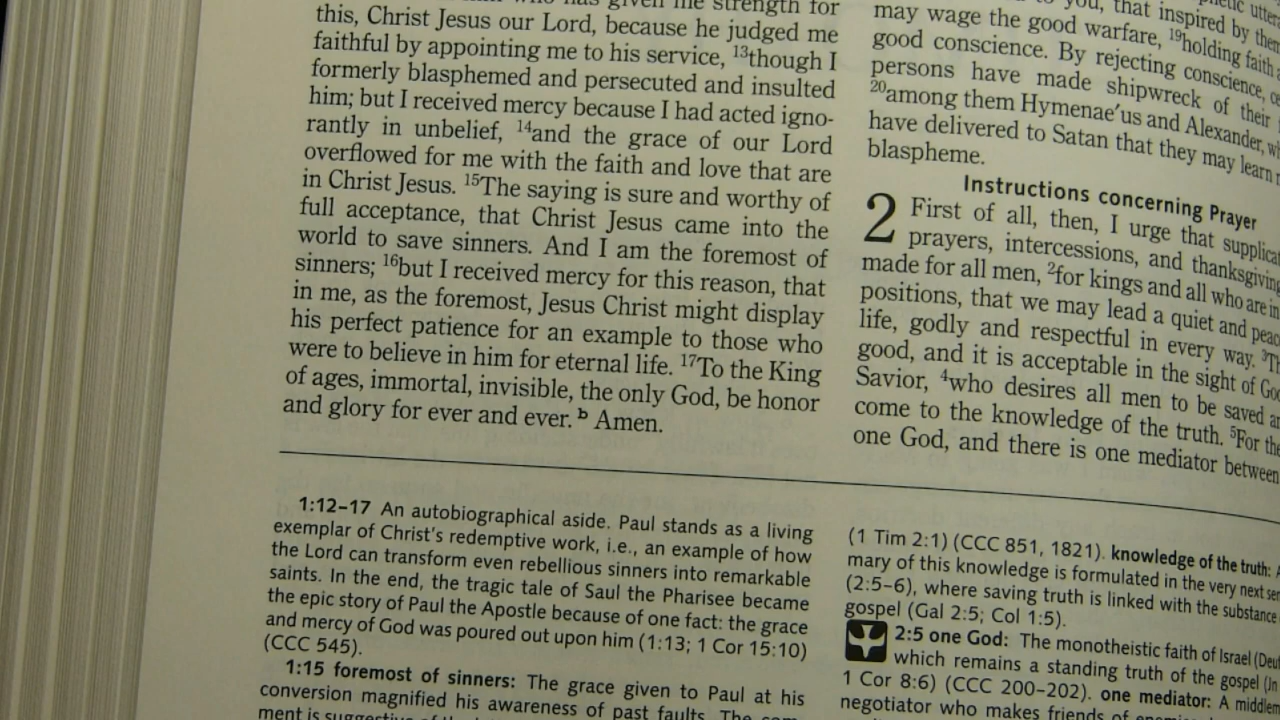 who has given me strength for
this, Christ Jesus our Lord, because he judged me
faithful by appointing me to his service, 13though I
formerly blasphemed and persecuted and insulted
him; but I received mercy because I had acted igno-
rantly in unbelief, 14and the grace of our Lord
overflowed for me with the faith and love that are
in Christ Jesus. 15The saying is sure and worthy of
full acceptance, that Christ Jesus came into the
world to save sinners. And I am the foremost of
sinners; 16but I received mercy for this reason, that
in me, as the foremost, Jesus Christ might display
his perfect patience for an example to those who
were to believe in him for eternal life. 17To the King
of ages, immortal, invisible, the only God, be honor
and glory for ever and ever. b Amen.
to you, that inspired by them
may wage the good warfare, 19holding faith
good conscience. By rejecting conscience,
persons have made shipwreck of their
20among them Hymenae′us and Alexander,
have delivered to Satan that they may learn
blaspheme.
Instructions concerning Prayer
2 First of all, then, I urge that
prayers, intercessions, and
made for all men, 2for kings and all who are in
positions, that we may lead a quiet and
life, godly and respectful in every way.
good, and it is acceptable in the sight of
Savior, 4who desires all men to be saved
come to the knowledge of the truth. 5For
one God, and there is one mediator between
1:12–17 An autobiographical aside. Paul stands as a living
exemplar of Christ's redemptive work, i.e., an example of how
the Lord can transform even rebellious sinners into remarkable
saints. In the end, the tragic tale of Saul the Pharisee became
the epic story of Paul the Apostle because of one fact: the grace
and mercy of God was poured out upon him (1:13; 1 Cor 15:10)
(CCC 545).
1:15 foremost of sinners: The grace given to Paul at his
conversion magnified his awareness of past faults. The
ment is
(1 Tim 2:1) (CCC 851, 1821). knowledge of the truth:
mary of this knowledge is formulated in the very next
(2:5–6), where saving truth is linked with the substance
gospel (Gal 2:5; Col 1:5).
2:5 one God: The monotheistic faith of Israel
which remains a standing truth of the gospel
1 Cor 8:6) (CCC 200–202). one mediator: A
negotiator who makes friends of